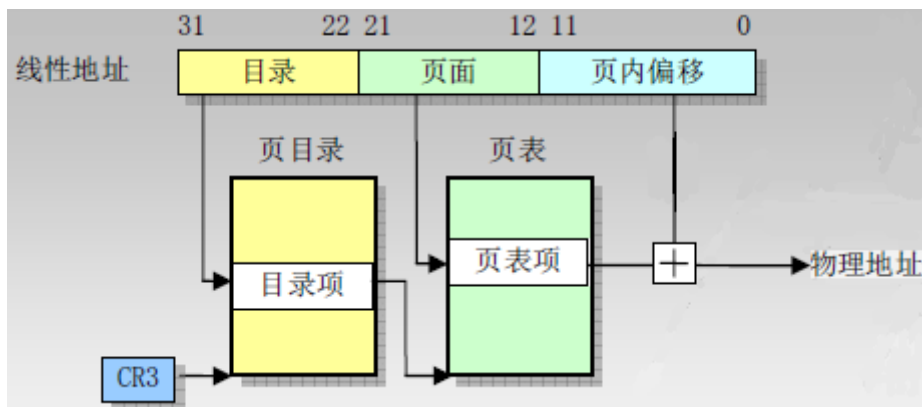 31 22 21 12 11 0
线性地址 目录 页面 页内偏移
页目录 页表
页表项
目录项 + 物理地址
CR3